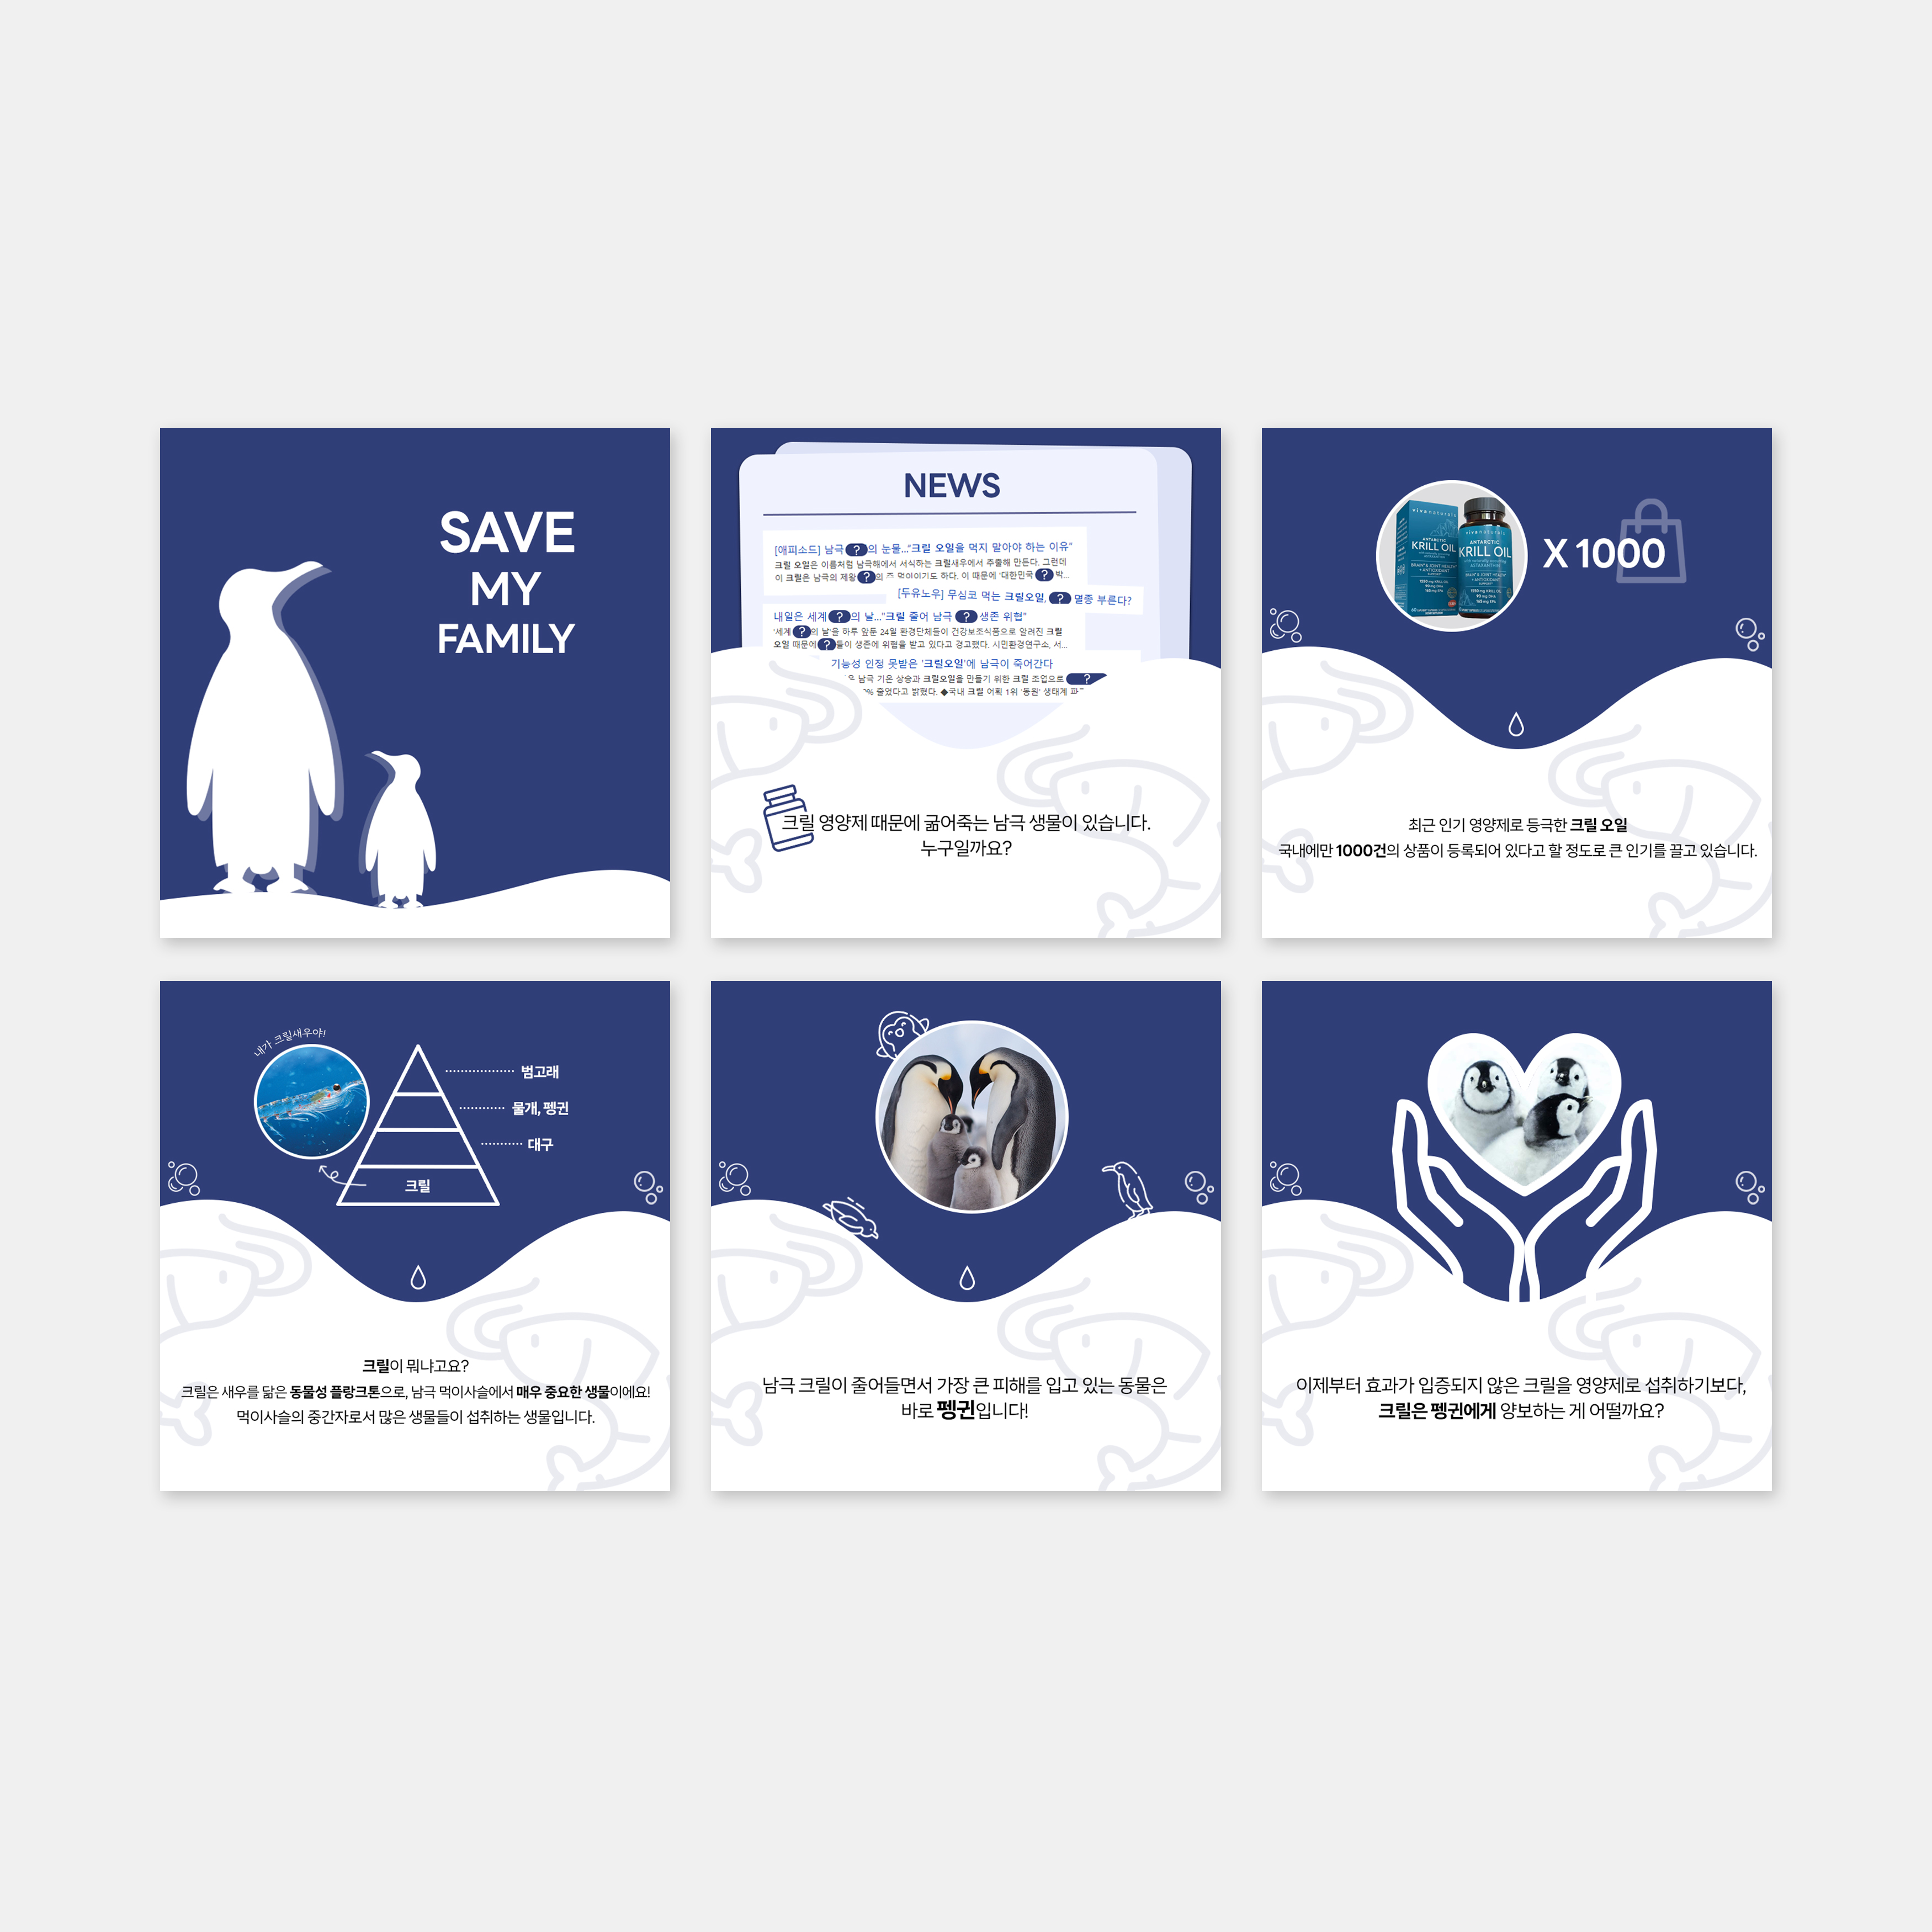 SAVE
MY
FAMILY
NEWS
[애피소드] 남극 ? 의 눈물..."크릴 오일을 먹지 말아야 하는 이유"
크릴 오일은 이름처럼 남극해에서 서식하는 크릴새우에서 추출해 만든다. 그런데
이 크릴은 남극의 제왕 ? 의 주 먹이이기도 하다. 이 때문에 '대한민국 ? 박...
[두유노우] 무심코 먹는 크릴오일, ? 멸종 부른다?
내일은 세계 ? 의 날..."크릴 줄어 남극 ? 생존 위협"
'세계 ? 의 날'을 하루 앞둔 24일 환경단체들이 건강보조식품으로 알려진 크릴
오일 때문에 ? 들이 생존에 위협을 받고 있다고 경고했다. 시민환경연구소, 서...
기능성 인정 못받은 '크릴오일'에 남극이 죽어간다
남극 기온 상승과 크릴오일을 만들기 위한 크릴 조업으로 ?
% 줄었다고 밝혔다. ◆국내 크릴 어획 1위 '동원' 생태계
크릴 영양제 때문에 굶어죽는 남극 생물이 있습니다.
누구일까요?
vivanaturals
ANTARCTIC
KRILL OIL
vivanaturals
ANTARCTIC
KRILL OIL
X 1000
최근 인기 영양제로 등극한 크릴 오일
국내에만 1000건의 상품이 등록되어 있다고 할 정도로 큰 인기를 끌고 있습니다.
내가 크릴새우야!
범고래
물개, 펭귄
대구
크릴
크릴이 뭐냐고요?
크릴은 새우를 닮은 동물성 플랑크톤으로, 남극 먹이사슬에서 매우 중요한 생물이에요!
먹이사슬의 중간자로서 많은 생물들이 섭취하는 생물입니다.
남극 크릴이 줄어들면서 가장 큰 피해를 입고 있는 동물은
바로 펭귄입니다!
이제부터 효과가 입증되지 않은 크릴을 영양제로 섭취하기보다,
크릴은 펭귄에게 양보하는 게 어떨까요?